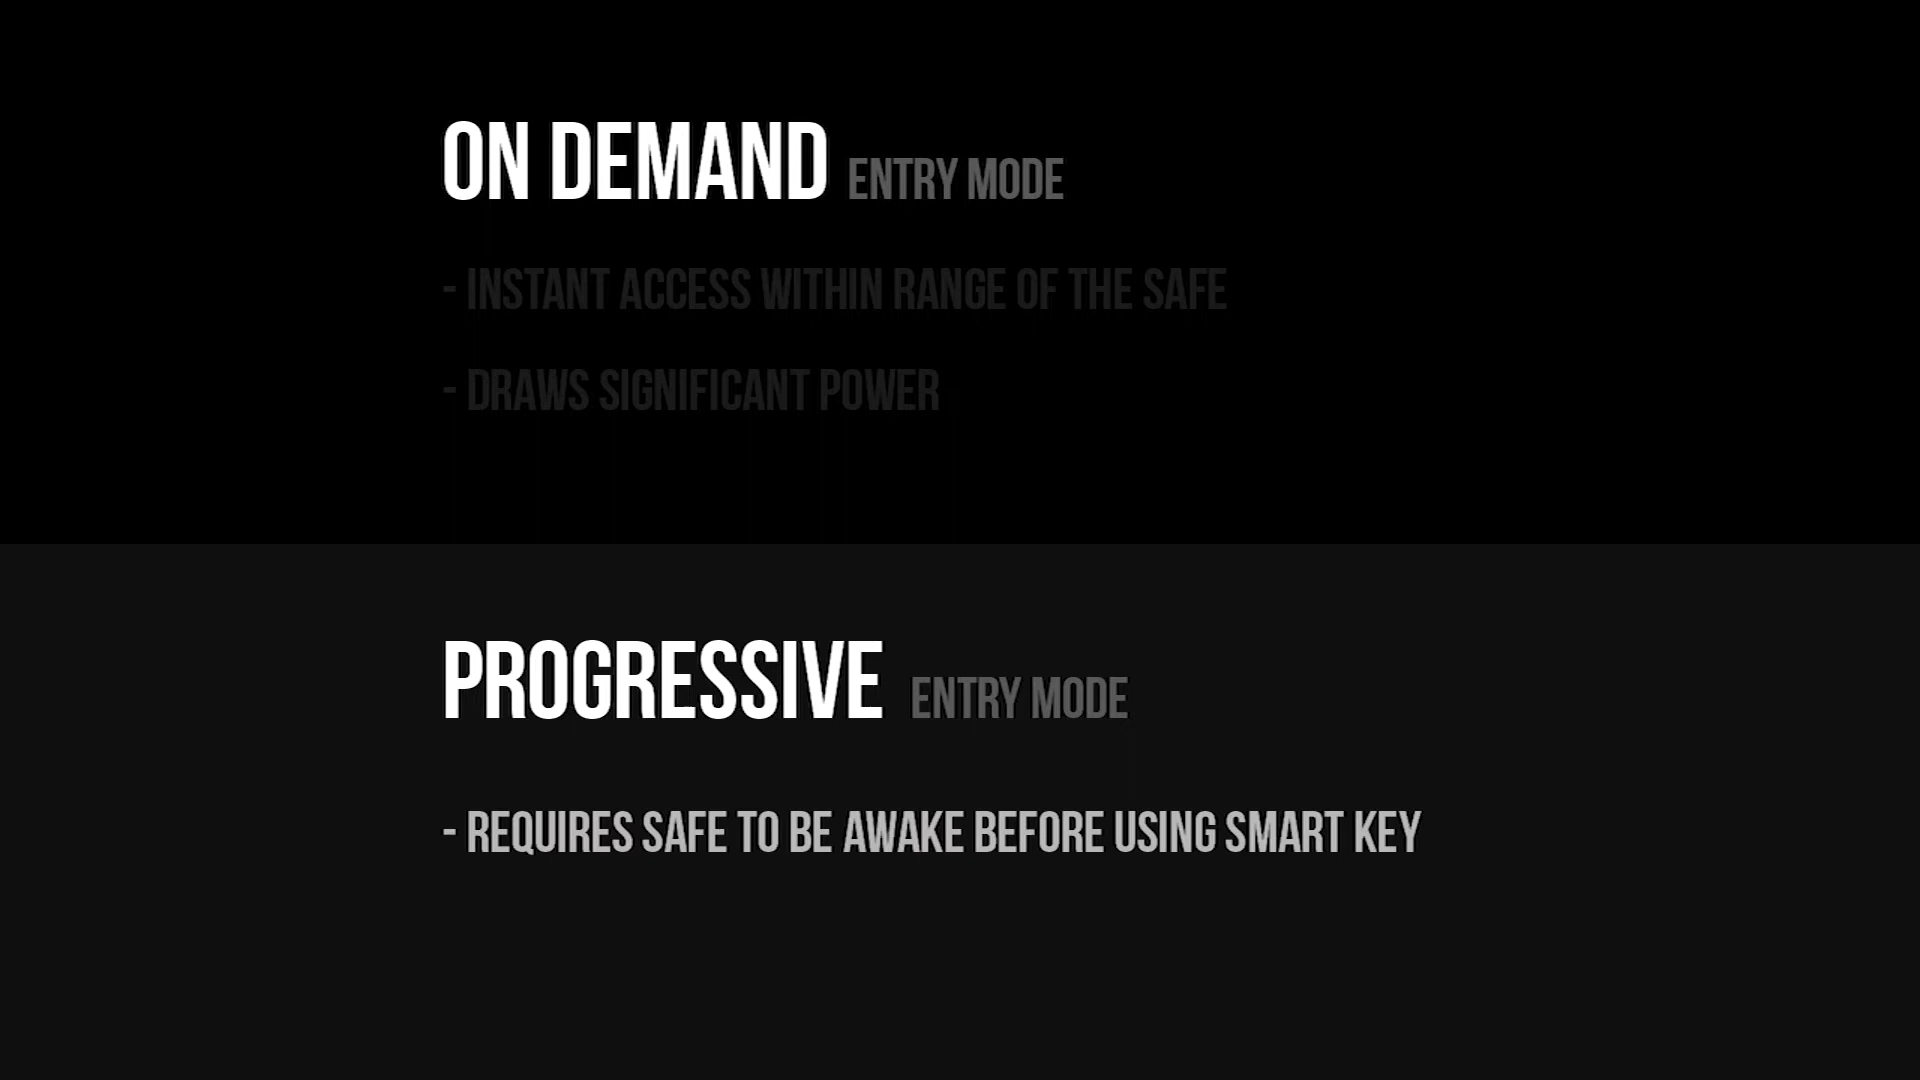 ON DEMAND ENTRY MODE
- INSTANT ACCESS WITHIN RANGE OF THE SAFE
- DRAWS SIGNIFICANT POWER
PROGRESSIVE ENTRY MODE
- REQUIRES SAFE TO BE AWAKE BEFORE USING SMART KEY